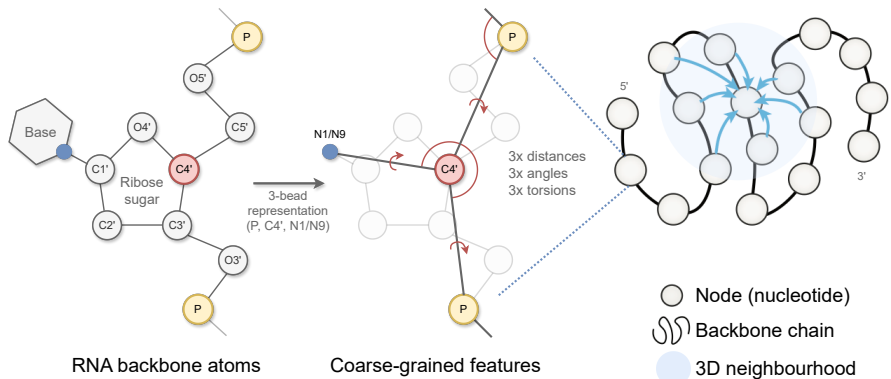 P
O5'
Base
O4'
C5'
C1'
Ribose
sugar
C4'
C2'
C3'
O3'
P
RNA backbone atoms
3-bead
representation
(P, C4', N1/N9)
P
N1/N9
C4'
3x distances
3x angles
3x torsions
P
Coarse-grained features
5'
3'
Node (nucleotide)
Backbone chain
3D neighbourhood